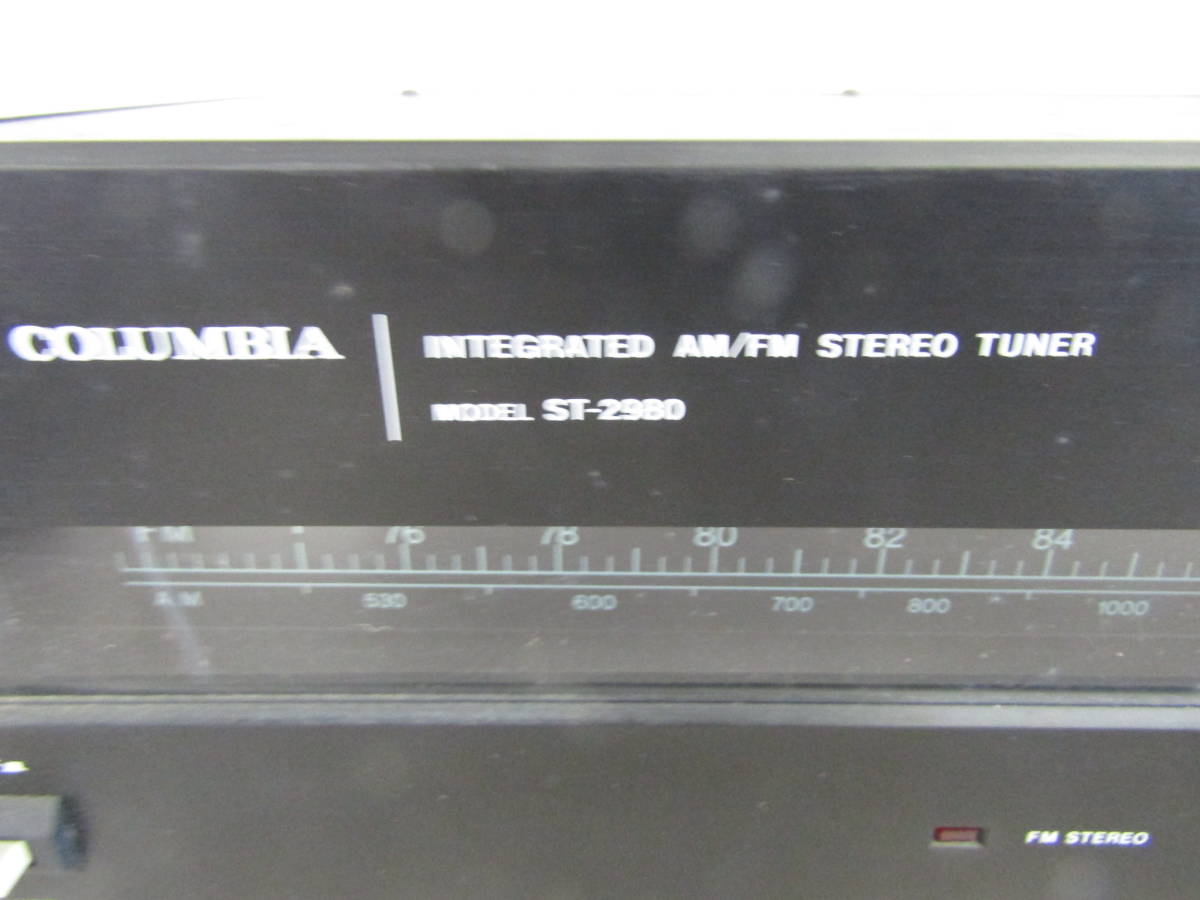 COLUMBIA
INTEGRATED AM/FM STEREO TUNER
MODEL ST-2980
FM 76 78 80 82 84
AM 530 600 700 800 1000
FM STEREO